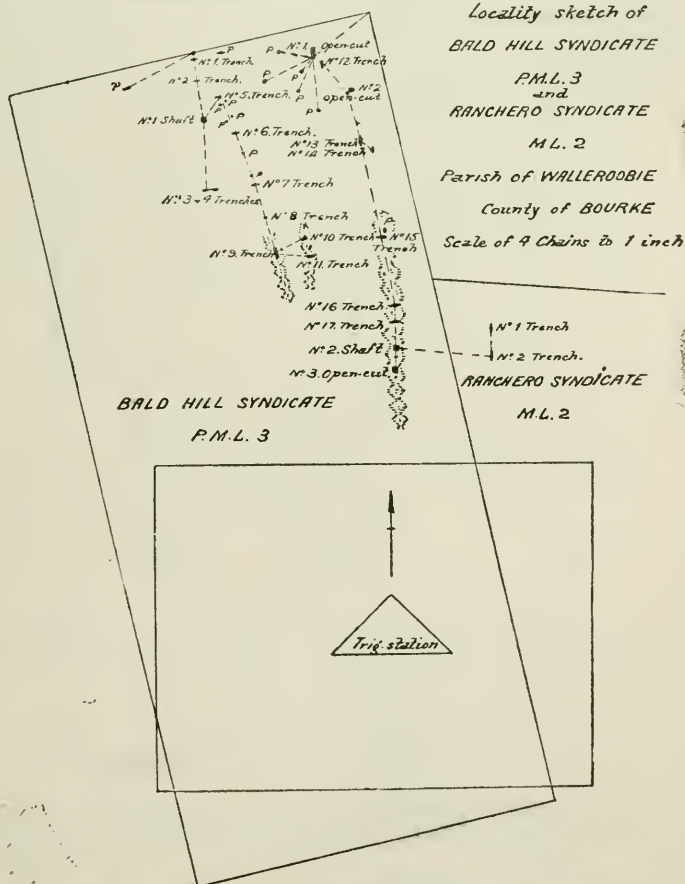 Locality sketch of
BALD HILL SYNDICATE
P.M.L. 3
and
RANCHERO SYNDICATE
M.L. 2
Parish of WALLEROOBIE
County of BOURKE
Scale of 4 Chains to 1 inch
P
Nº 1. Trench.
P
P
Nº 1.
Open-cut
Nº 12. Trench
Nº 2 Trench.
P
P
P
Nº 2
Open-cut
Nº 5. Trench.
P
P
P
Nº 1 Shaft
P
Nº 6. Trench.
Nº 13 Trench
Nº 14 Trench
P
P
Nº 7 Trench
Nº 3 & 4 Trenches
Nº 8 Trench
P
Nº 10 Trench
Nº 15
Trench
Nº 9. Trench
Nº 11. Trench
Nº 16 Trench
Nº 17. Trench
Nº 1 Trench
Nº 2. Shaft
Nº 2 Trench.
Nº 3. Open-cut
RANCHERO SYNDICATE
M.L. 2
BALD HILL SYNDICATE
P.M.L. 3
Trig. station